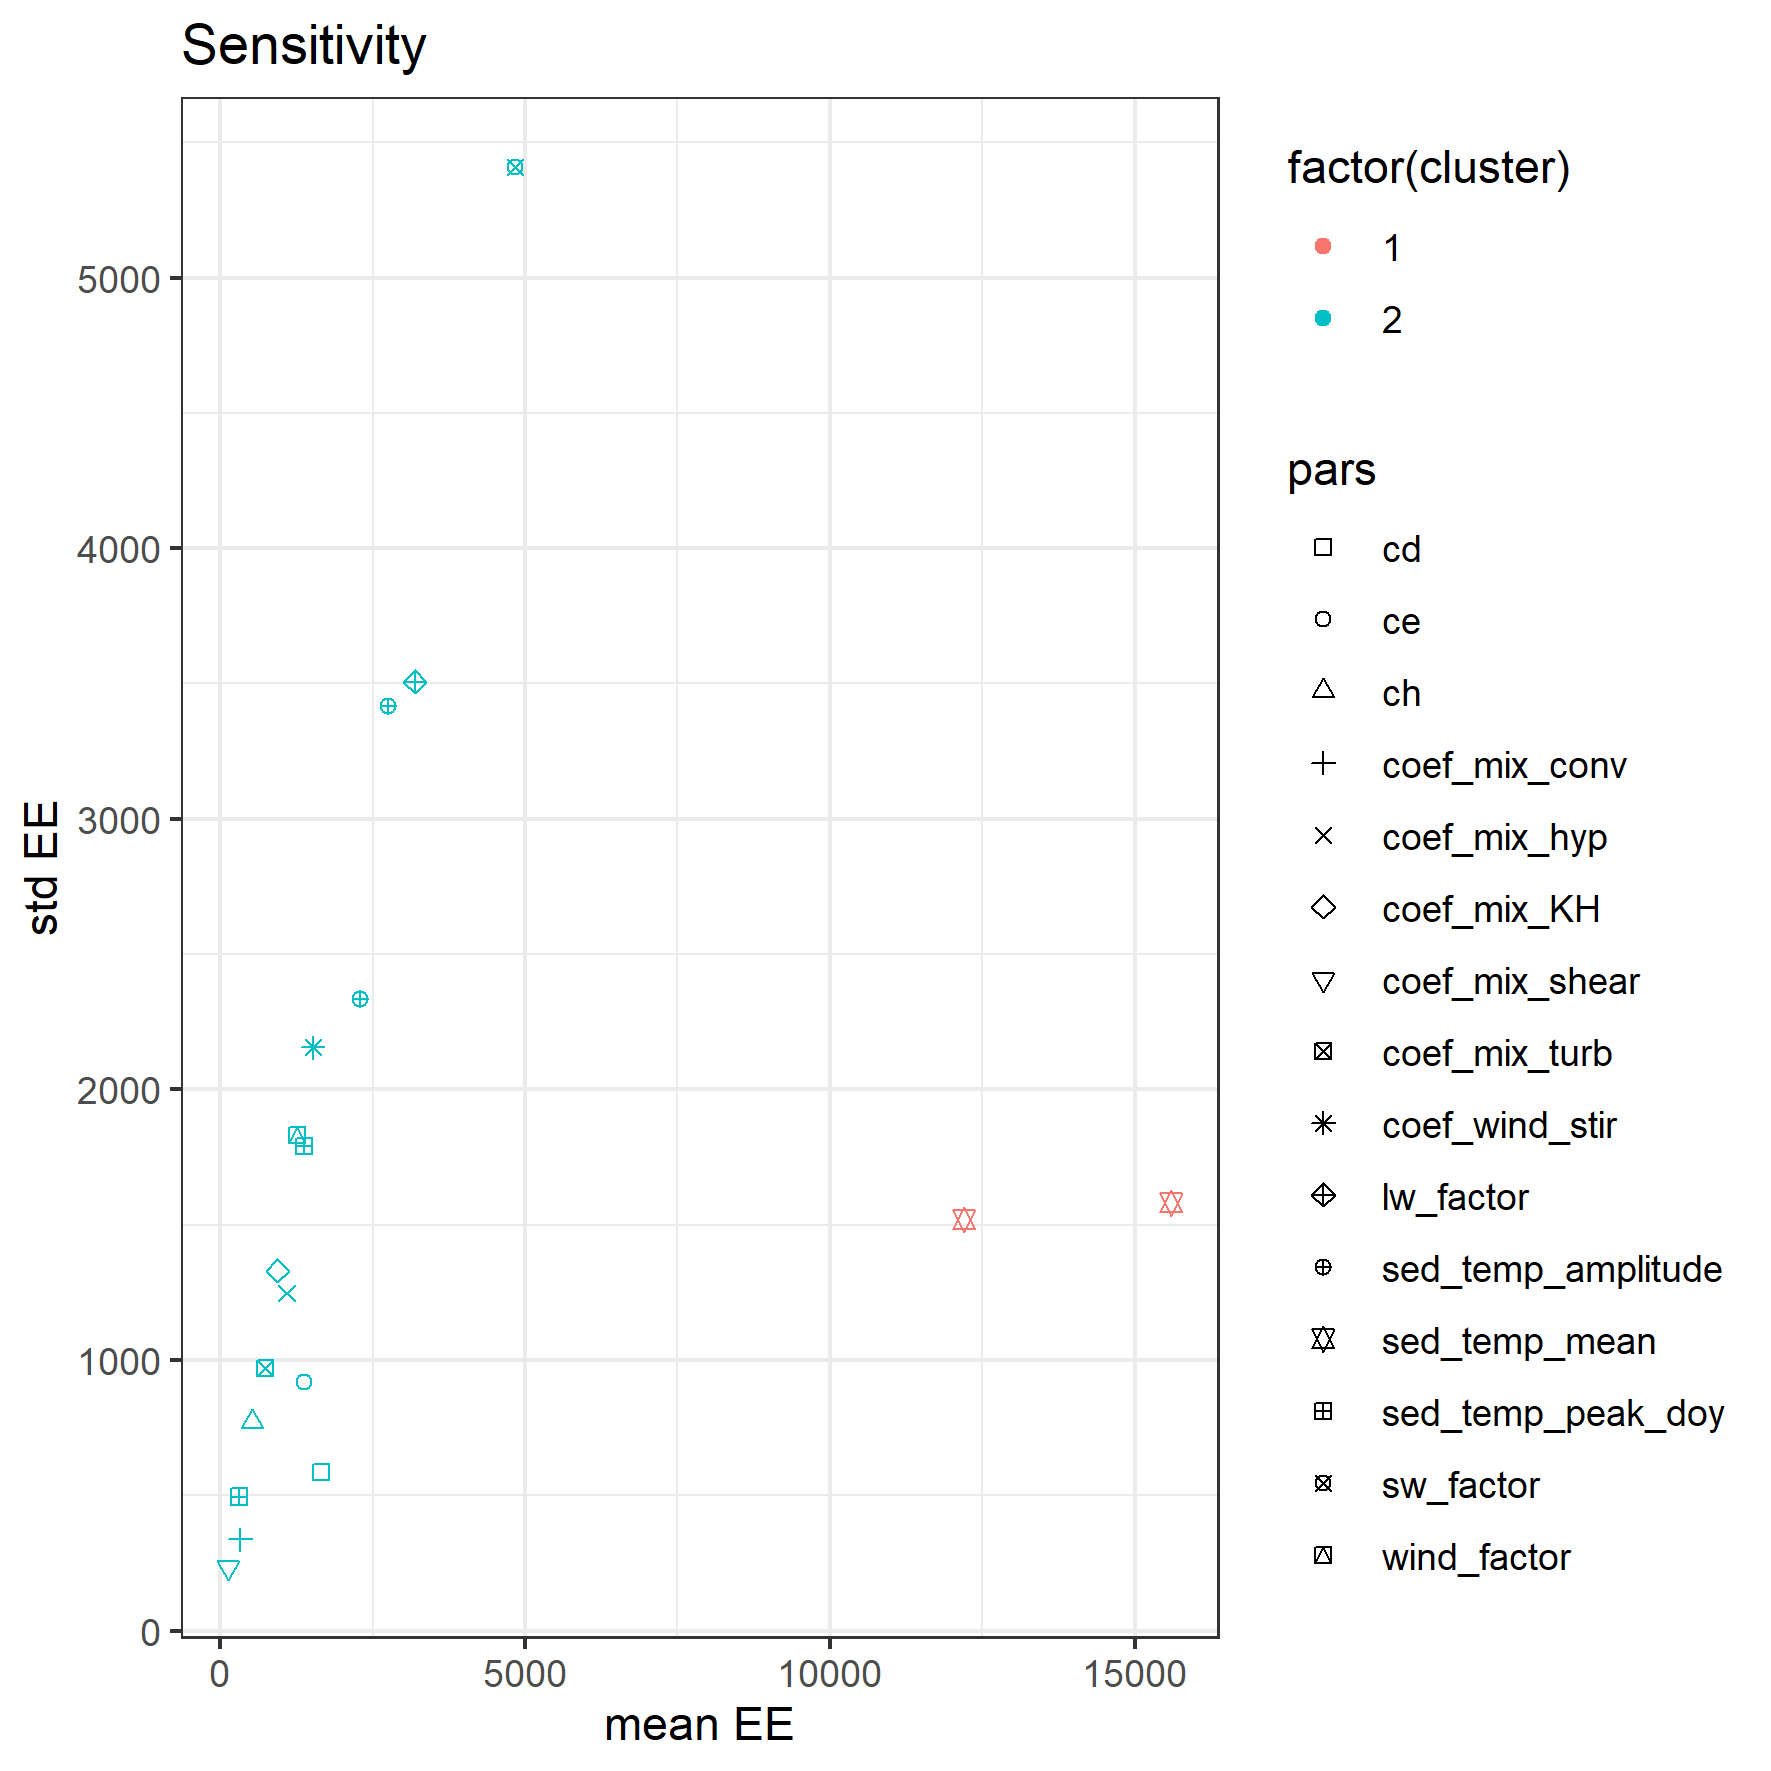 Sensitivity
std EE
5000
4000
3000
2000
1000
0
0 5000 10000 15000
mean EE
factor(cluster)
1
2
pars
cd
ce
ch
coef_mix_conv
coef_mix_hyp
coef_mix_KH
coef_mix_shear
coef_mix_turb
coef_wind_stir
lw_factor
sed_temp_amplitude
sed_temp_mean
sed_temp_peak_doy
sw_factor
wind_factor